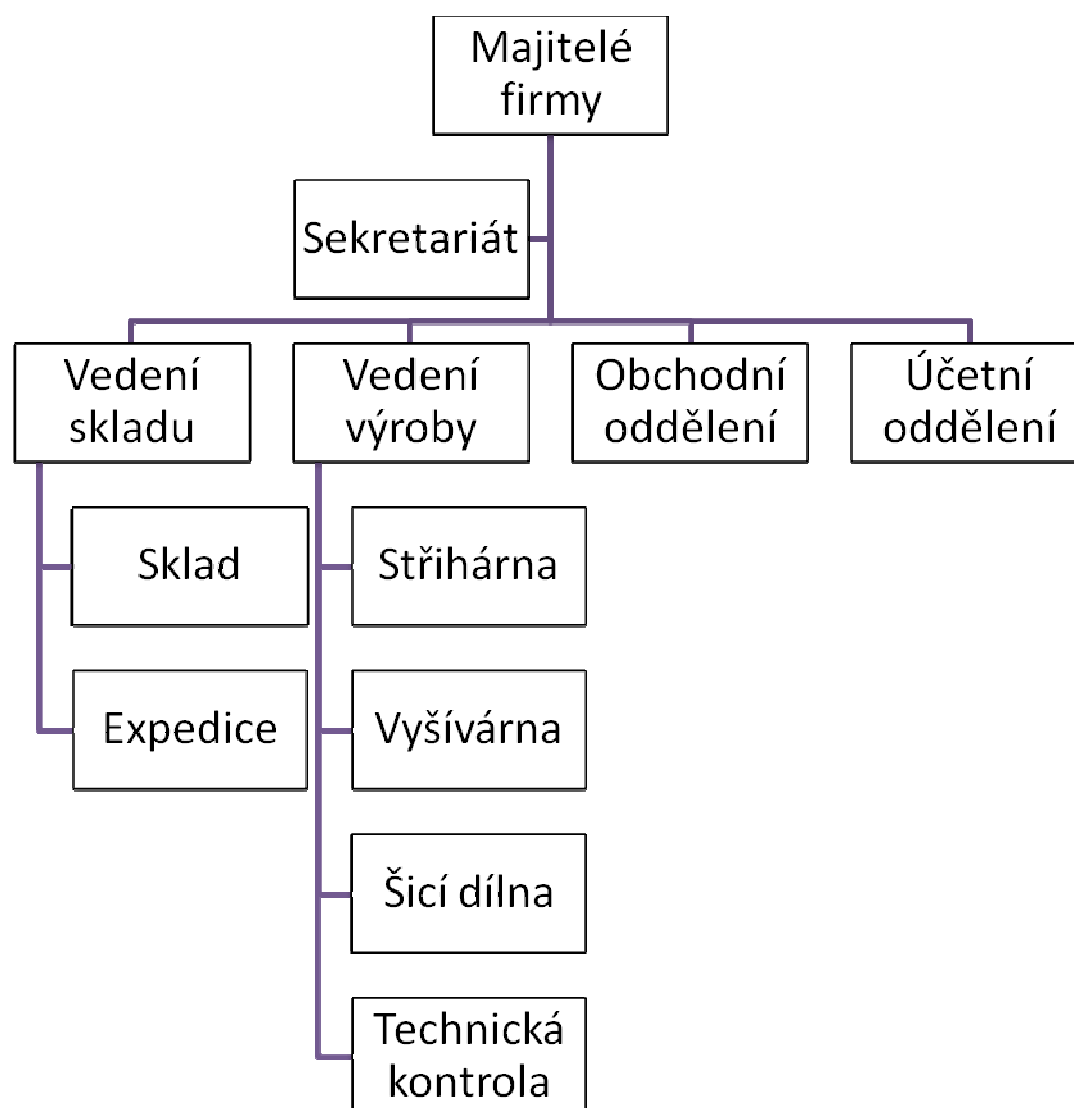 Majitelé
firmy
Sekretariát
Vedení
skladu
Vedení
výroby
Obchodní
oddělení
Účetní
oddělení
Sklad
Střihárna
Expedice
Vyšívárna
Šicí dílna
Technická
kontrola